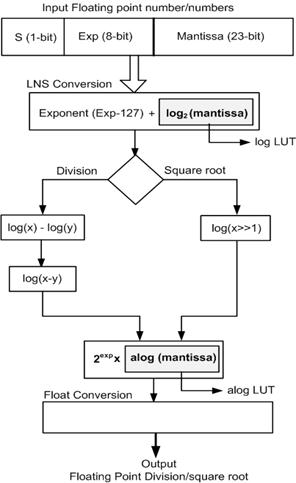 Input Floating point number/numbers
S (1-bit) Exp (8-bit) Mantissa (23-bit)
LNS Conversion
Exponent (Exp-127) + log2 (mantissa)
log LUT
Division Square root
log(x) - log(y) log(x>>1)
log(x-y)
2^exp x alog (mantissa)
alog LUT
Float Conversion
Output
Floating Point Division/square root